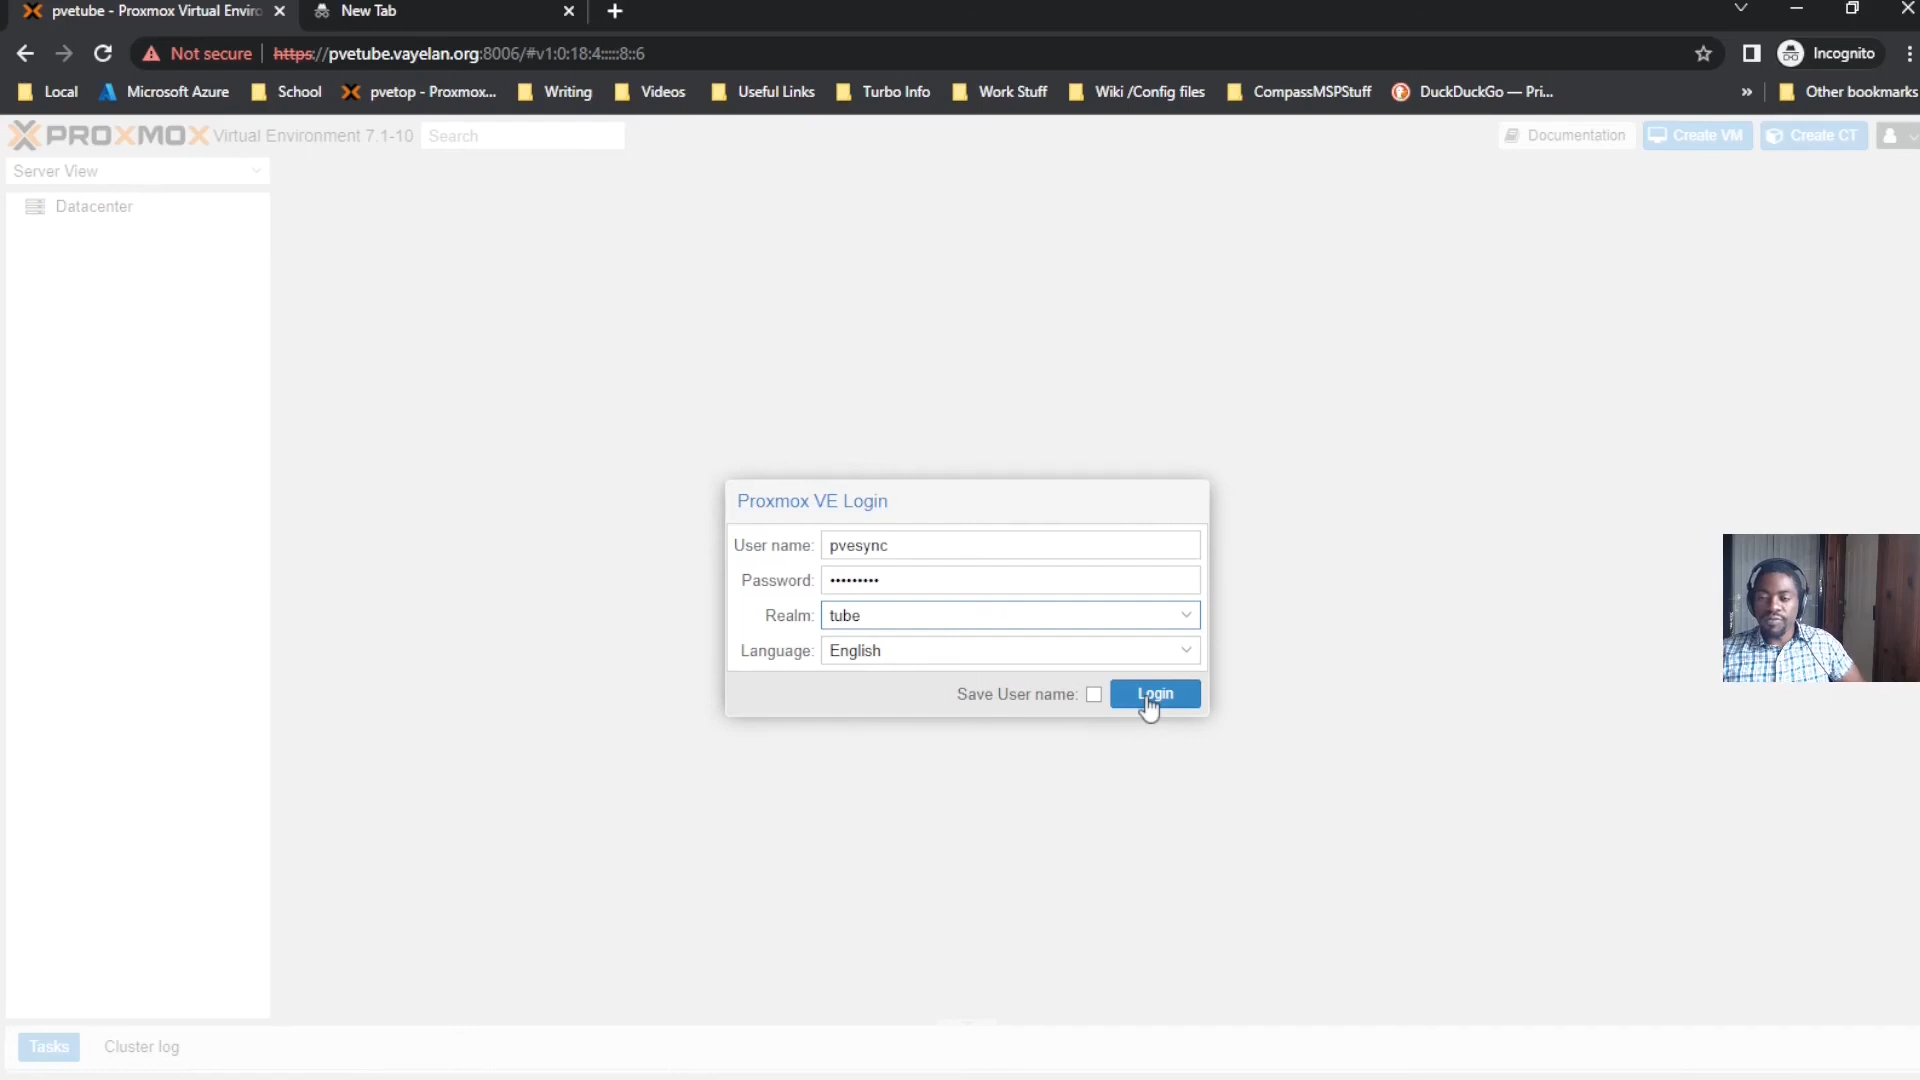 pvetube - Proxmox Virtual Enviro
New Tab
Not secure
https://pvetube.vayelan.org:8006/#v1:0:18:4:::::8::6
Incognito
Local
Microsoft Azure
School
pvetop - Proxmox...
Writing
Videos
Useful Links
Turbo Info
Work Stuff
Wiki /Config files
CompassMSPStuff
DuckDuckGo — Pri...
»
Other bookmarks
PROXMOX Virtual Environment 7.1-10
Search
Documentation
Create VM
Create CT
Server View
Datacenter
Proxmox VE Login
User name: pvesync
Password: •••••••••
Realm: tube
Language: English
Save User name:
Login
Tasks
Cluster log